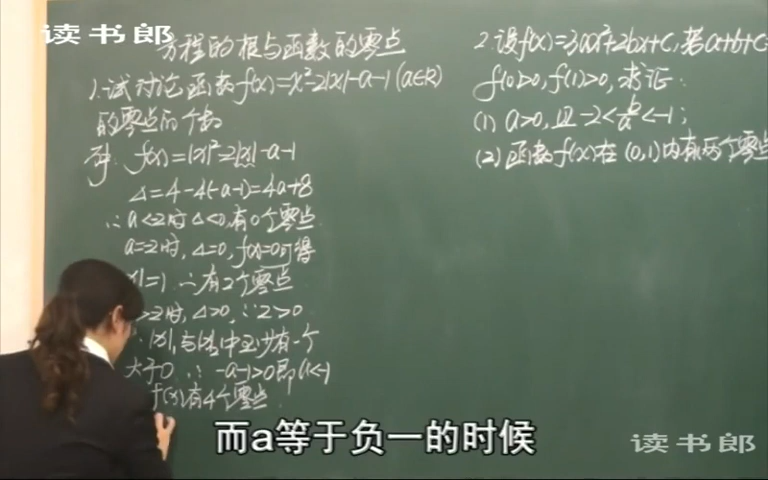 读书郎
方程的根与函数的零点
1.试讨论函数f(x)=x²-2|x|-a-1(a∈R)
的零点的个数
解: f(x)=|x|²-2|x|-a-1
Δ=4-4(-a-1)=4a+8
∴a<2时Δ<0,有0个零点
a=2时,Δ=0,f(x)=0可得
x|=1 ∴有2个零点
>2时,Δ>0,∵2>0
|x₁|与|x₂|中至少有一个
大于0 ∴ -a-1>0即a<-1
f(x)有4个零点
2.设f(x)=3ax²+2bx+c,若a+b+c=
f(0)>0,f(1)>0,求证:
(1) a>0,且-2<b/a<-1;
(2)函数f(x)在(0,1)内有两个零点
而a等于负一的时候
读书郎